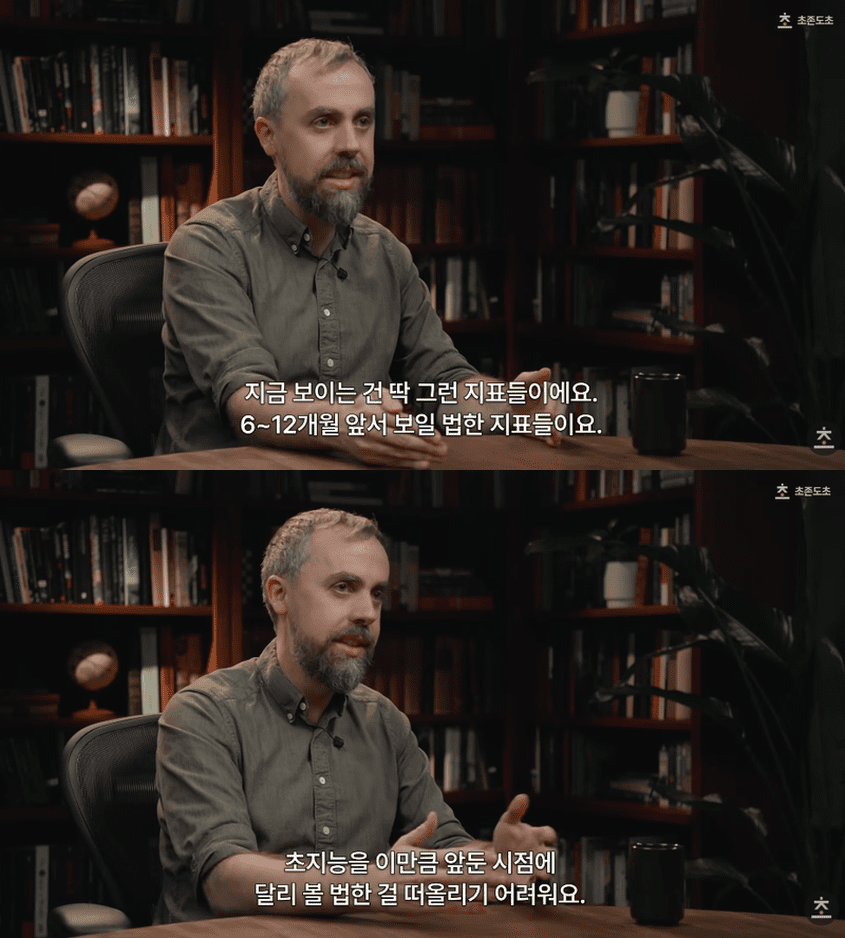 초존도초
지금 보이는 건 딱 그런 지표들이에요.
6~12개월 앞서 보일 법한 지표들이요.
초
초존도초
초지능을 이만큼 앞둔 시점에
달리 볼 법한 걸 떠올리기 어려워요.
초